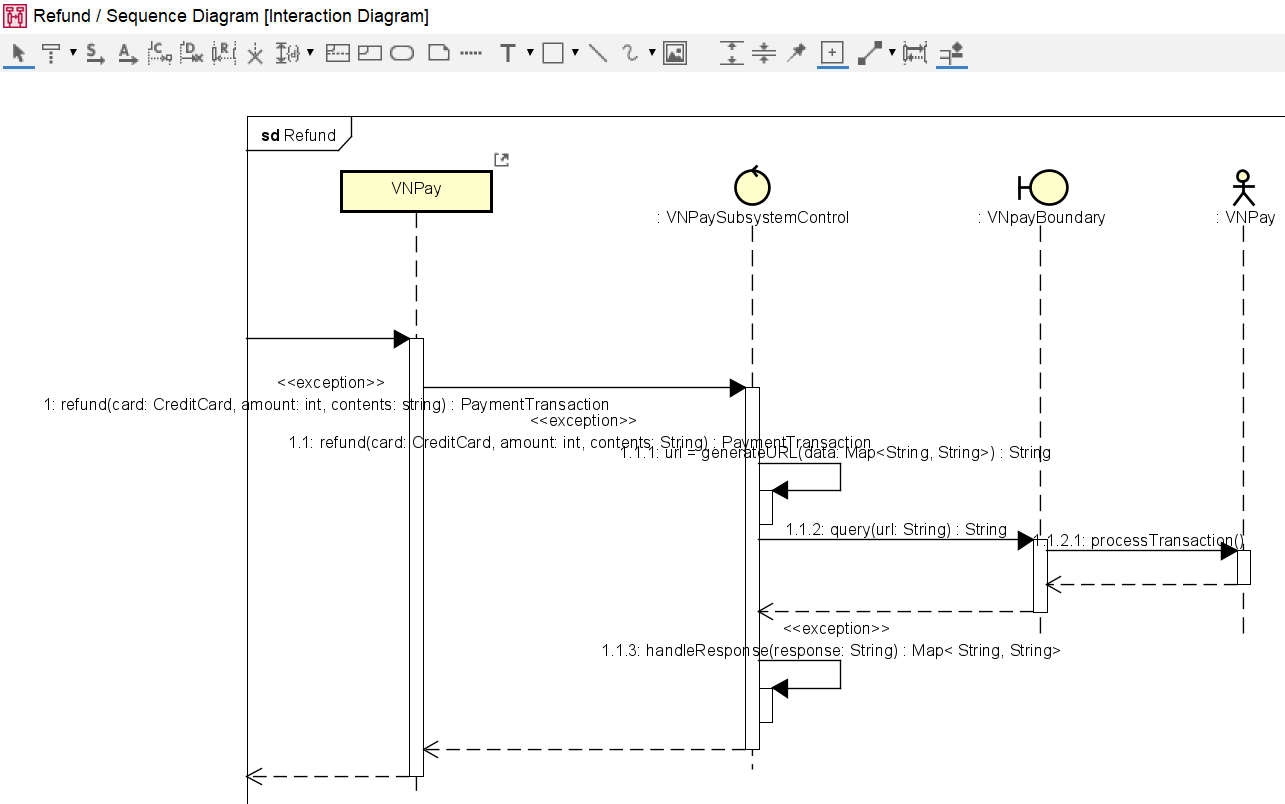 Refund / Sequence Diagram [Interaction Diagram]
sd Refund
VNPay
: VNPaySubsystemControl
: VNpayBoundary
: VNPay
<<exception>>
1: refund(card: CreditCard, amount: int, contents: string) : PaymentTransaction
<<exception>>
1.1: refund(card: CreditCard, amount: int, contents: String) : PaymentTransaction
1.1.1: url = generateURL(data: Map<String, String>) : String
1.1.2: query(url: String) : String
1.1.2.1: processTransaction()
<<exception>>
1.1.3: handleResponse(response: String) : Map< String, String>